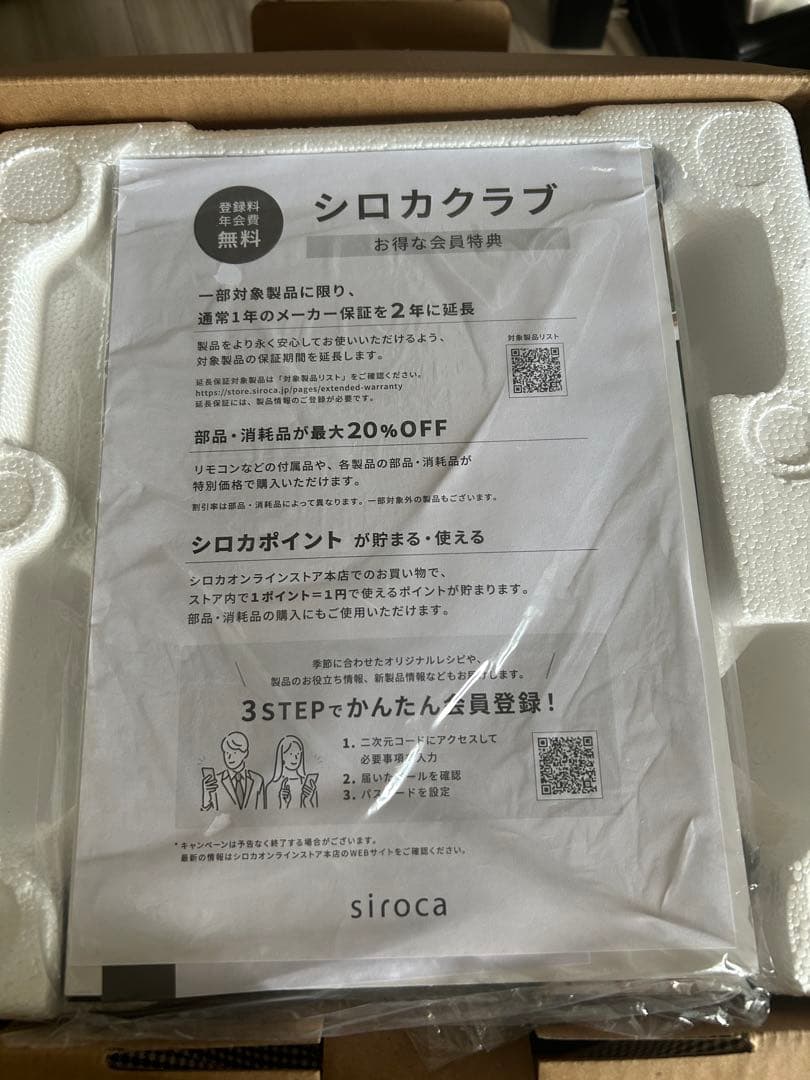 登録料
年会費
無料
シロカクラブ
お得な会員特典
一部対象製品に限り、
通常1年のメーカー保証を2年に延長
製品をより永く安心してお使いいただけるよう、
対象製品の保証期間を延長します。
対象製品リスト
延長保証対象製品は「対象製品リスト」をご確認ください。
https://store.siroca.jp/pages/extended-warranty
延長保証には、製品情報のご登録が必要です。
部品・消耗品が最大20%OFF
リモコンなどの付属品や、各製品の部品・消耗品が
特別価格で購入いただけます。
割引率は部品・消耗品によって異なります。一部対象外の製品もございます。
シロカポイント が貯まる・使える
シロカオンラインストア本店でのお買い物で、
ストア内で1ポイント=1円で使えるポイントが貯まります。
部品・消耗品の購入にもご使用いただけます。
季節に合わせたオリジナルレシピや、
製品のお役立ち情報、新製品情報などもお届けします。
3STEPでかんたん会員登録！
1. 二次元コードにアクセスして
必要事項を入力
2. 届いたメールを確認
3. パスワードを設定
*キャンペーンは予告なく終了する場合がございます。
最新の情報はシロカオンラインストア本店のWEBサイトをご確認ください。
siroca